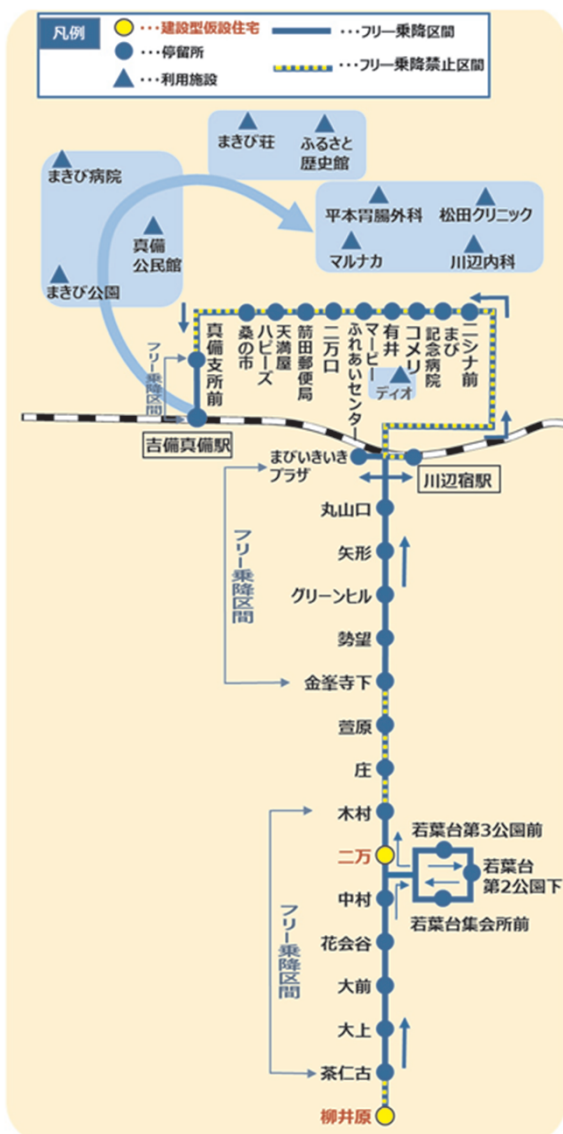 凡例
・・・建設型仮設住宅
・・・停留所
・・・利用施設
・・・フリー乗降区間
・・・フリー乗降禁止区間
まきび荘
ふるさと
歴史館
まきび病院
真備
公民館
まきび公園
平本胃腸外科
松田クリニック
マルナカ
川辺内科
フリー乗降区間
真備支所前
桑の市
ハピーズ
天満屋
箭田郵便局
二万口
ふれあいセンター
マービー
有井
コメリ
記念病院
まび
ニシナ前
ディオ
吉備真備駅
まびいきいき
プラザ
川辺宿駅
フリー乗降区間
丸山口
矢形
グリーンヒル
勢望
金峯寺下
萱原
庄
木村
二万
若葉台第3公園前
若葉台
第2公園下
若葉台集会所前
フリー乗降区間
中村
花会谷
大前
大上
茶仁古
柳井原